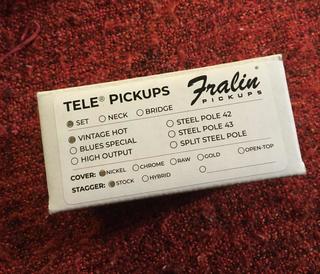 TELE® PICKUPS
Fralin®
PICKUPS
SET NECK BRIDGE
VINTAGE HOT
BLUES SPECIAL
HIGH OUTPUT
STEEL POLE 42
STEEL POLE 43
SPLIT STEEL POLE
COVER: NICKEL CHROME RAW GOLD OPEN-TOP
STAGGER: STOCK HYBRID